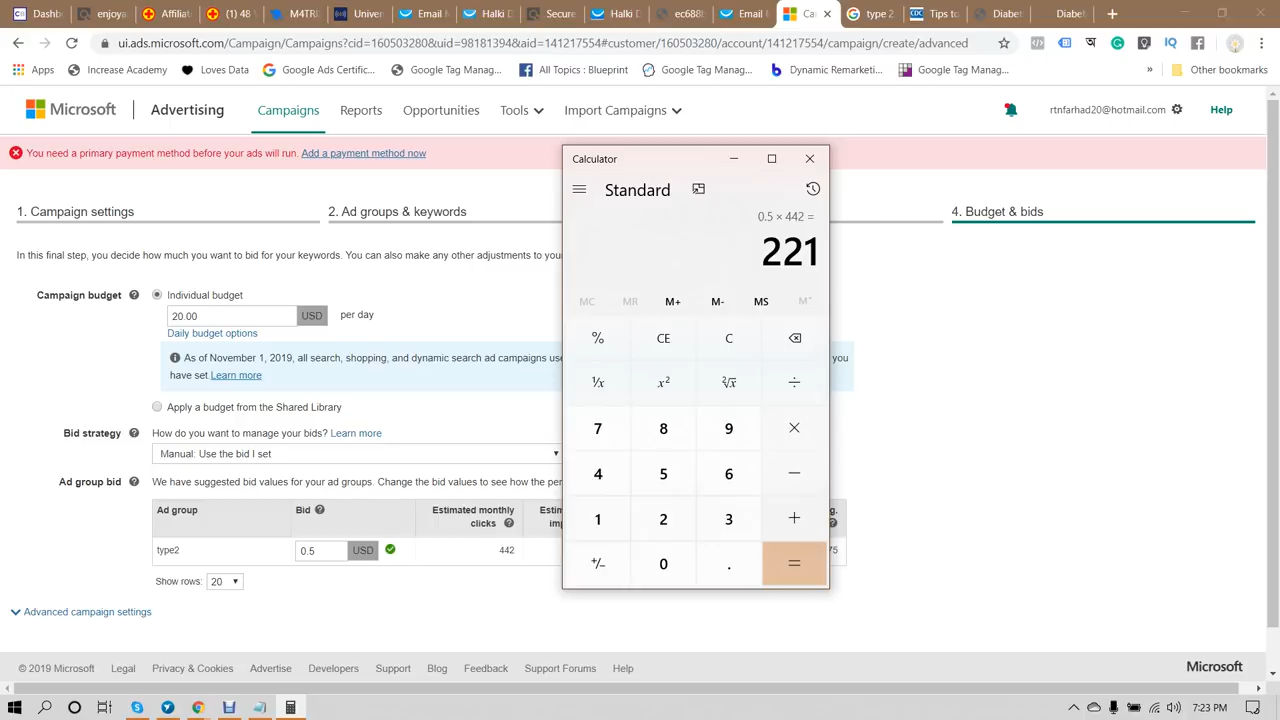 Dashb
enjoye
Affiliate
(1) 48 Y
M4TRI
Univer
Email M
Halki D
Secure
Halki D
ec688b
Email M
Car
type 2
Tips to
Diabet
Diabet
ui.ads.microsoft.com/Campaign/Campaigns?cid=160503280&uid=98181394&aid=141217554#customer/160503280/account/141217554/campaign/create/advanced
Apps
Increase Academy
Loves Data
Google Ads Certific...
Google Tag Manag...
All Topics : Blueprint
Google Tag Manag...
Dynamic Remarketi...
Google Tag Manag...
»
Other bookmarks
Microsoft
Advertising
Campaigns
Reports
Opportunities
Tools
Import Campaigns
rtnfarhad20@hotmail.com
Help
You need a primary payment method before your ads will run. Add a payment method now
1. Campaign settings
2. Ad groups & keywords
4. Budget & bids
In this final step, you decide how much you want to bid for your keywords. You can also make any other adjustments to you
Campaign budget
Individual budget
20.00 USD per day
Daily budget options
As of November 1, 2019, all search, shopping, and dynamic search ad campaigns use
you
have set. Learn more
Apply a budget from the Shared Library
Bid strategy
How do you want to manage your bids? Learn more
Manual: Use the bid I set
Ad group bid
We have suggested bid values for your ad groups. Change the bid values to see how the per
Ad group
Bid
Estimated monthly
clicks
Estim
imp
g.
type2
0.5 USD
442
75
Show rows: 20
Advanced campaign settings
Calculator
Standard
0.5 × 442 =
221
MC MR M+ M- MS M˅
% CE C
¹/x x² ²√x ÷
7 8 9 ×
4 5 6 −
1 2 3 +
+/− 0 . =
© 2019 Microsoft
Legal
Privacy & Cookies
Advertise
Developers
Support
Blog
Feedback
Support Forums
Help
Microsoft
7:23 PM